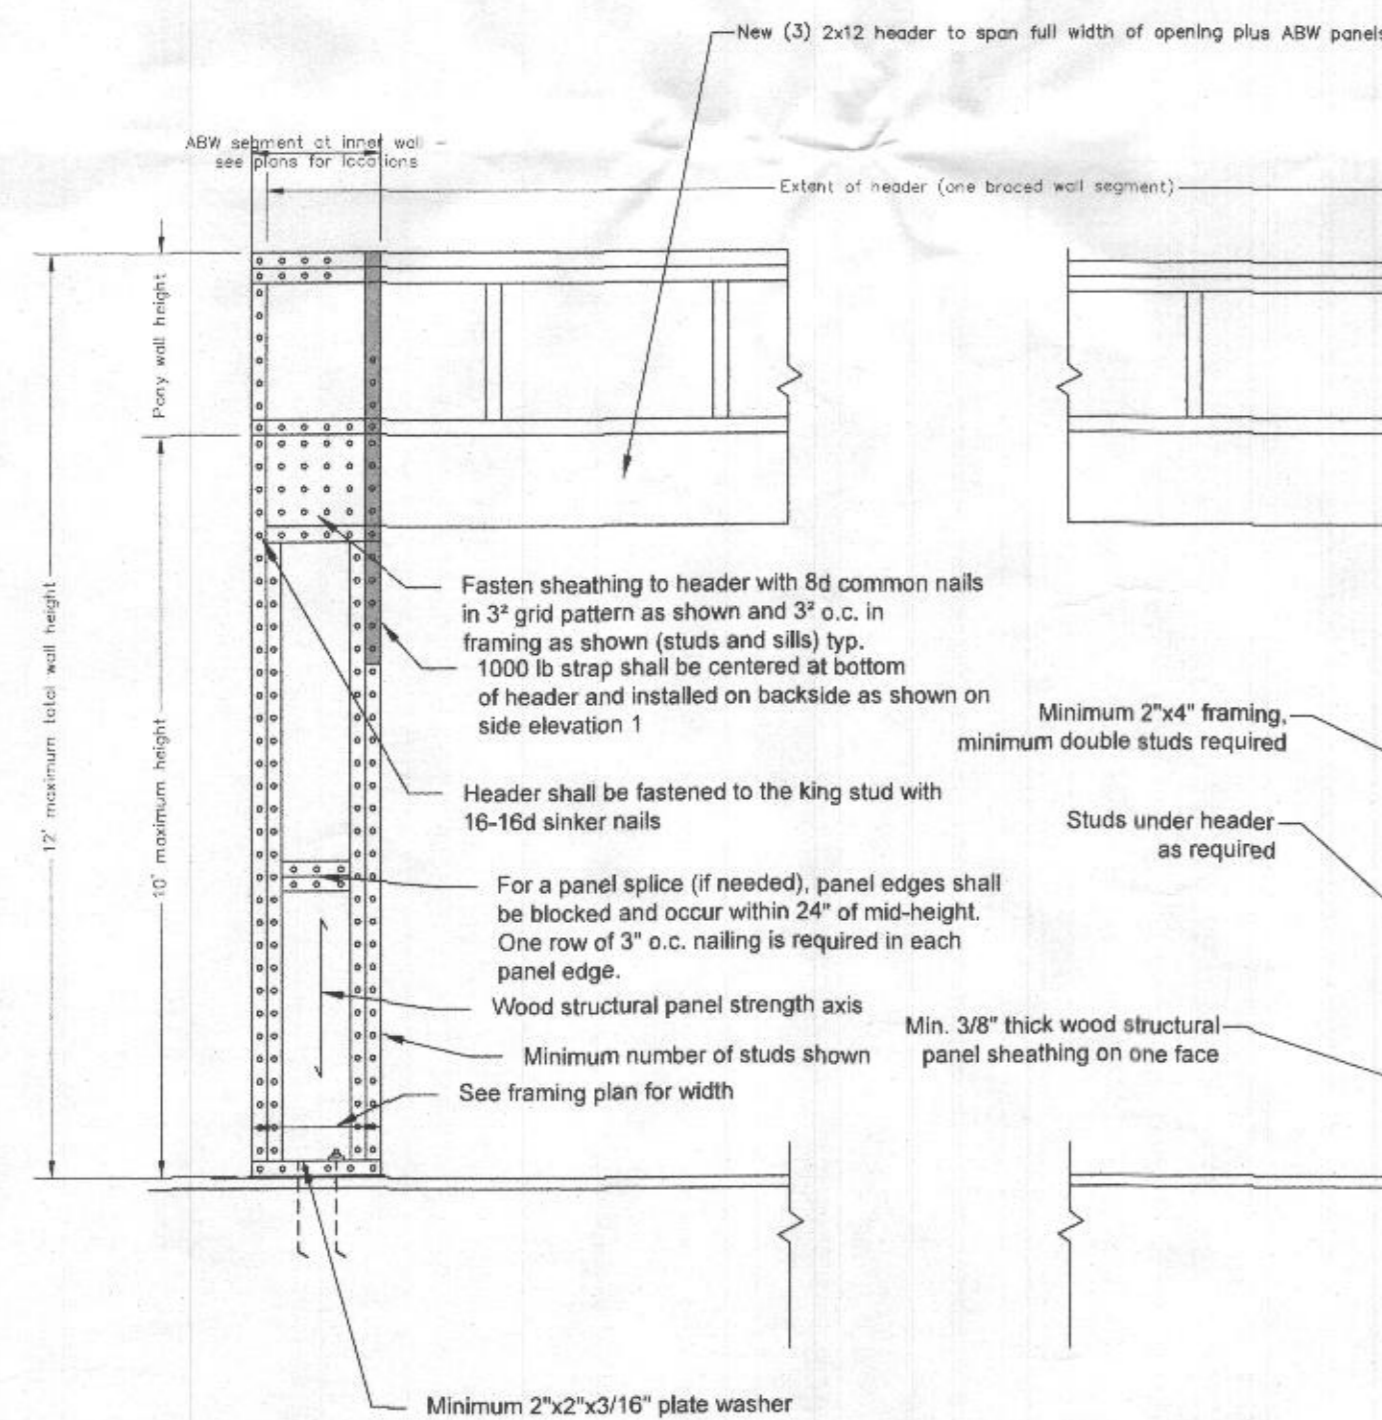 New (3) 2x12 header to span full width of opening plus ABW panels
ABW segment at inner wall -
see plans for locations
Extent of header (one braced wall segment)
Pony wall height
12' maximum total wall height
10' maximum height
Fasten sheathing to header with 8d common nails
in 3² grid pattern as shown and 3² o.c. in
framing as shown (studs and sills) typ.
1000 lb strap shall be centered at bottom
of header and installed on backside as shown on
side elevation 1
Minimum 2"x4" framing,
minimum double studs required
Header shall be fastened to the king stud with
16-16d sinker nails
Studs under header
as required
For a panel splice (if needed), panel edges shall
be blocked and occur within 24" of mid-height.
One row of 3" o.c. nailing is required in each
panel edge.
Wood structural panel strength axis
Min. 3/8" thick wood structural
panel sheathing on one face
Minimum number of studs shown
See framing plan for width
Minimum 2"x2"x3/16" plate washer